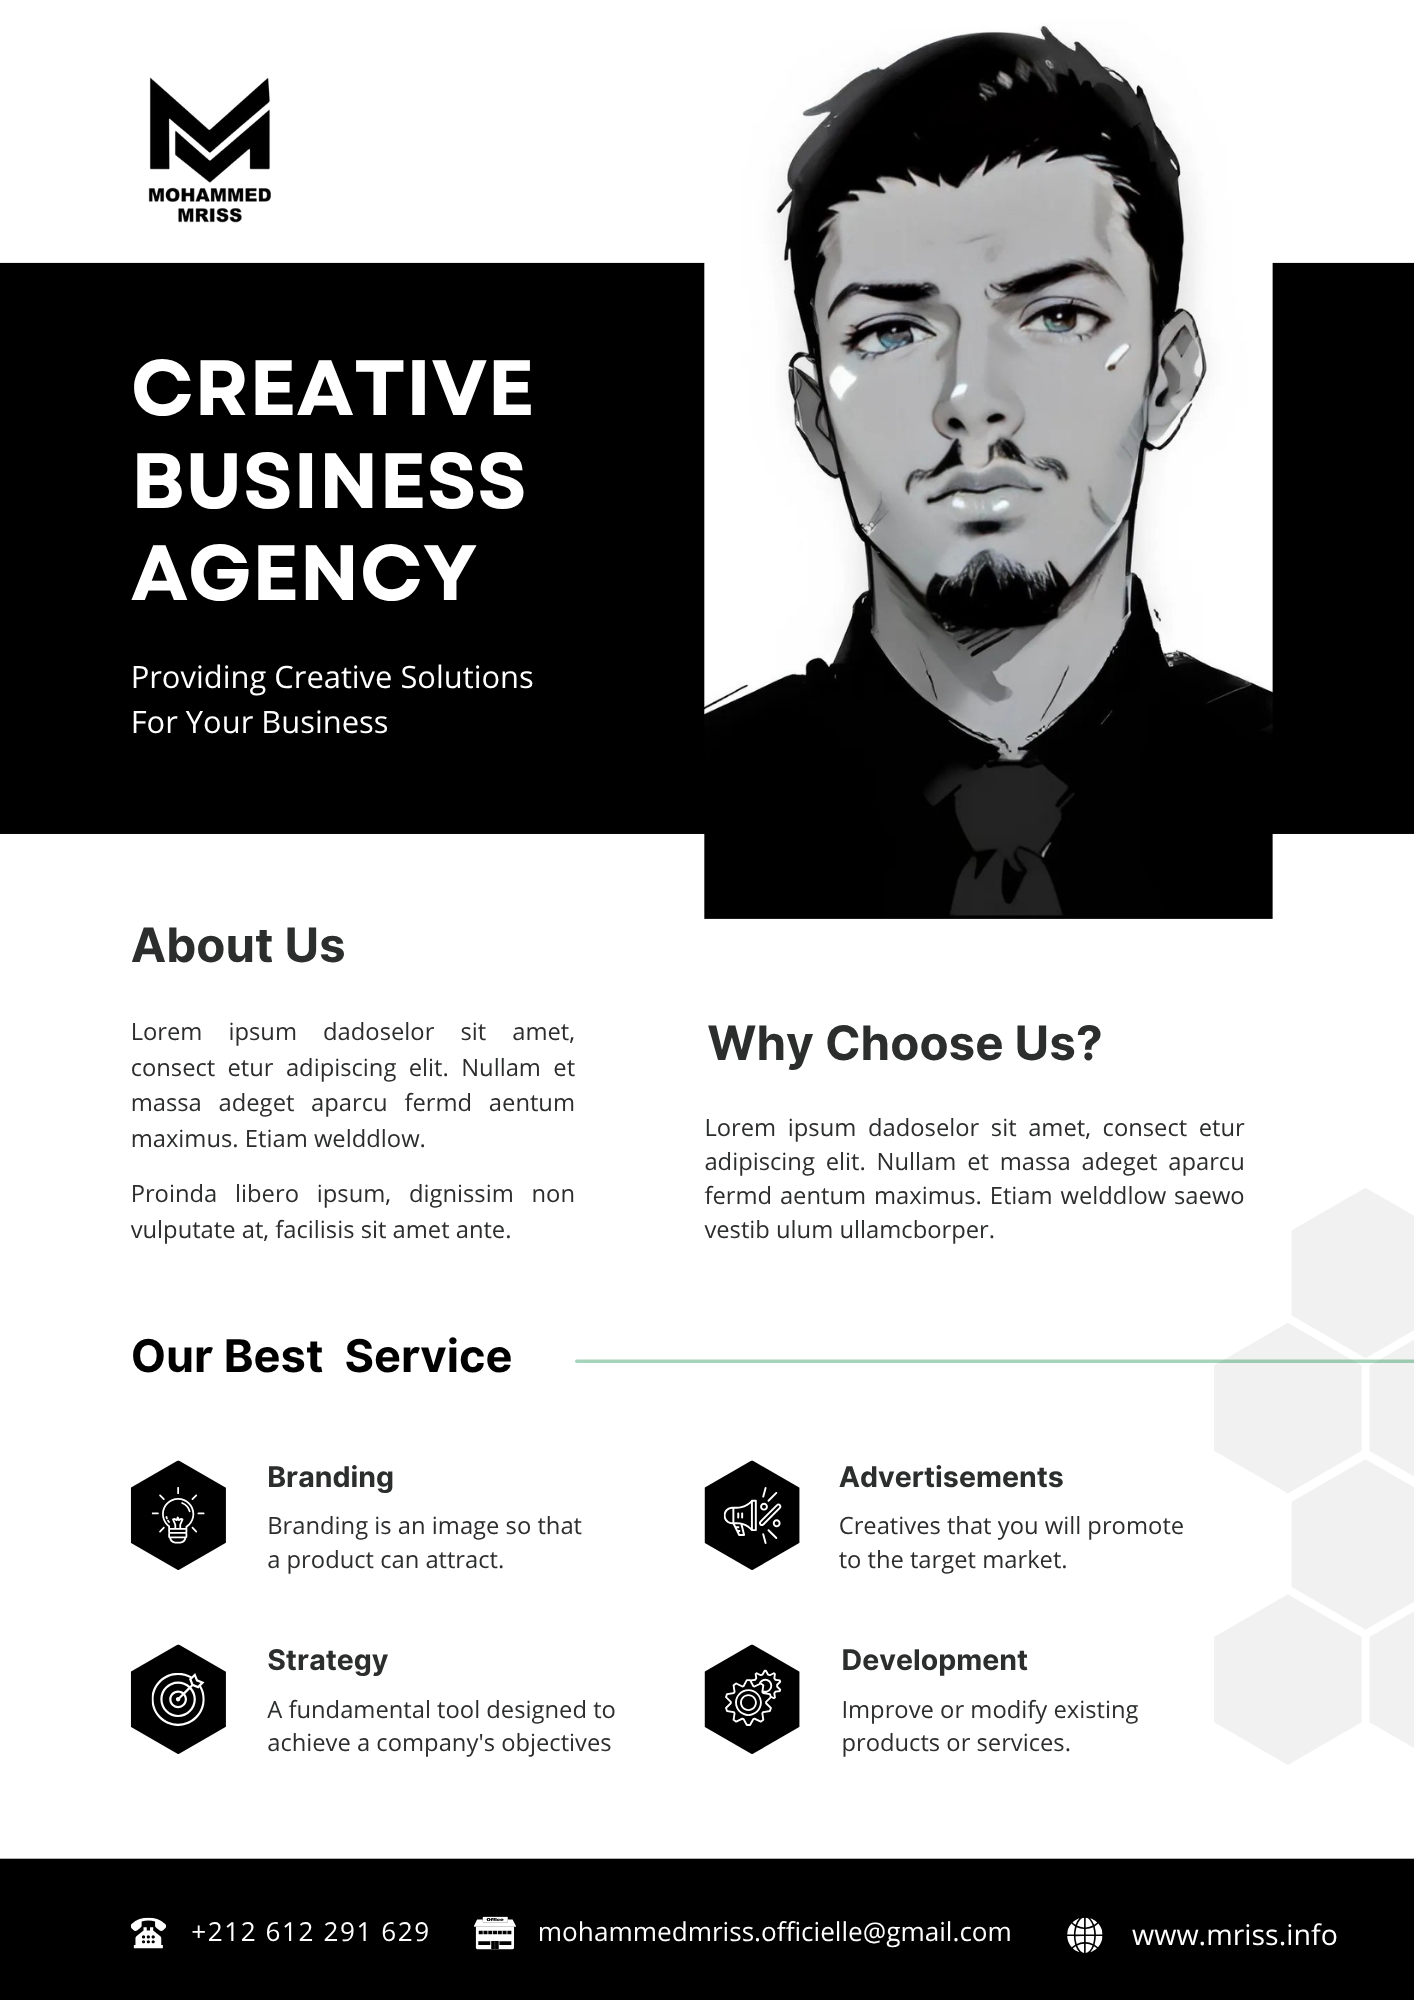 MOHAMMED
MRISS
CREATIVE
BUSINESS
AGENCY
Providing Creative Solutions
For Your Business
About Us
Lorem ipsum dadoselor sit amet,
consect etur adipiscing elit. Nullam et
massa adeget aparcu fermd aentum
maximus. Etiam welddlow.
Proinda libero ipsum, dignissim non
vulputate at, facilisis sit amet ante.
Why Choose Us?
Lorem ipsum dadoselor sit amet, consect etur
adipiscing elit. Nullam et massa adeget aparcu
fermd aentum maximus. Etiam welddlow saewo
vestib ulum ullamcborper.
Our Best Service
Branding
Branding is an image so that
a product can attract.
Advertisements
Creatives that you will promote
to the target market.
Strategy
A fundamental tool designed to
achieve a company's objectives
Development
Improve or modify existing
products or services.
+212 612 291 629
Office
mohammedmriss.officielle@gmail.com
www.mriss.info